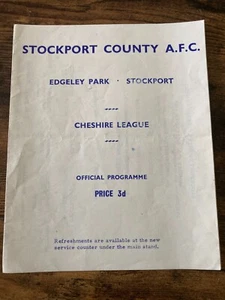 STOCKPORT COUNTY A.F.C.
EDGELEY PARK · STOCKPORT
----
CHESHIRE LEAGUE
----
OFFICIAL PROGRAMME
PRICE 3d
Refreshments are available at the new
service counter under the main stand.